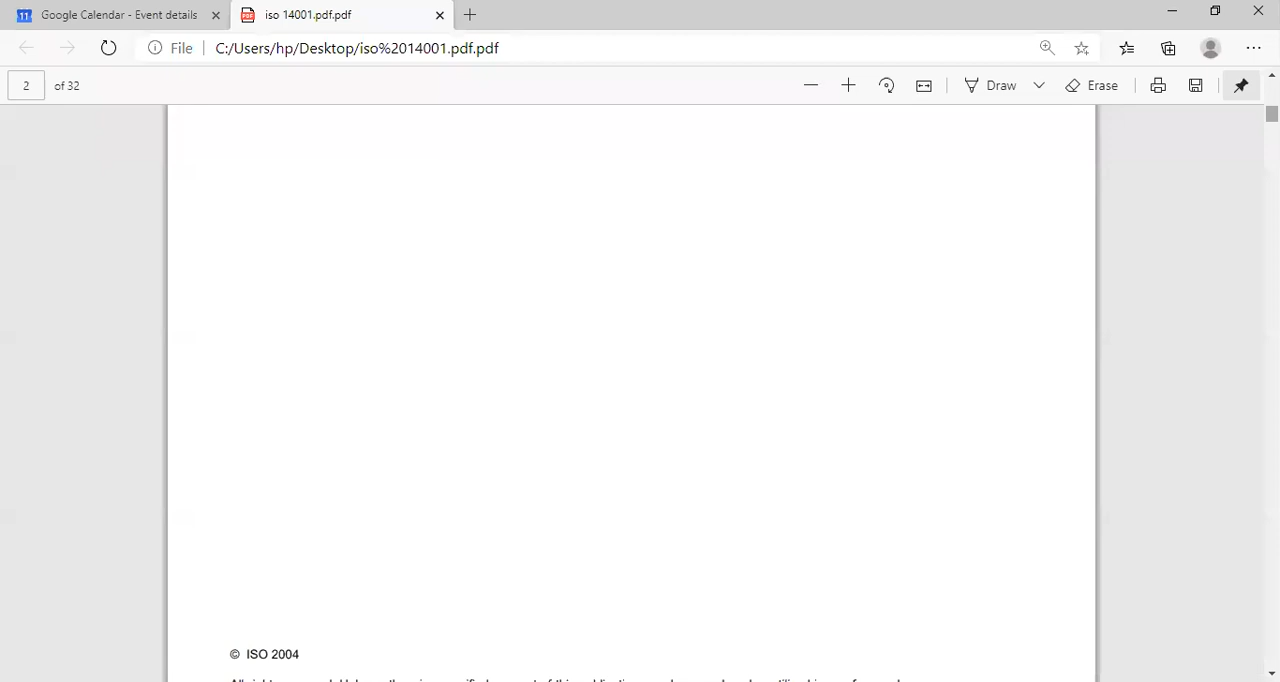 Google Calendar - Event details
iso 14001.pdf.pdf
File
C:/Users/hp/Desktop/iso%2014001.pdf.pdf
2 of 32
Draw
Erase
© ISO 2004